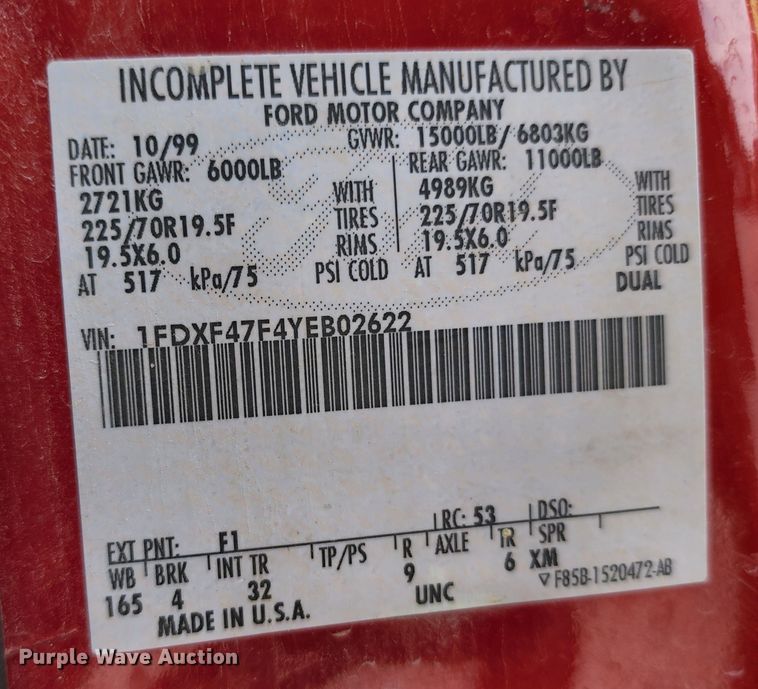 INCOMPLETE VEHICLE MANUFACTURED BY
FORD MOTOR COMPANY
DATE: 10/99 GVWR: 15000LB/ 6803KG
FRONT GAWR: 6000LB REAR GAWR: 11000LB
2721KG WITH 4989KG WITH
225/70R19.5F TIRES 225/70R19.5F TIRES
19.5X6.0 RIMS 19.5X6.0 RIMS
AT 517 kPa/75 PSI COLD AT 517 kPa/75 PSI COLD
DUAL
VIN: 1FDXF47F4YEB02622
EXT PNT: F1 RC: 53 DSO:
WB BRK INT TR TP/PS R AXLE TR SPR
165 4 32 9 6 XM
UNC
MADE IN U.S.A. F85B-1520472-AB
Ford
Purple Wave Auction